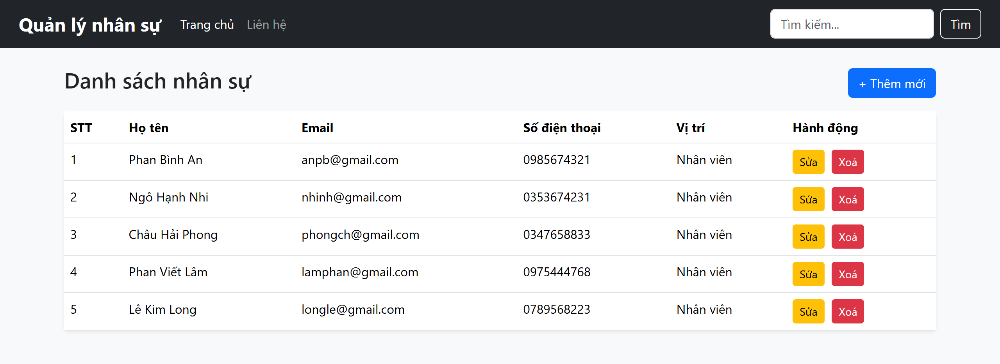 Quản lý nhân sự Trang chủ Liên hệ Tìm kiếm... Tìm
Danh sách nhân sự + Thêm mới
STT Họ tên Email Số điện thoại Vị trí Hành động
1 Phan Bình An anpb@gmail.com 0985674321 Nhân viên Sửa Xoá
2 Ngô Hạnh Nhi nhinh@gmail.com 0353674231 Nhân viên Sửa Xoá
3 Châu Hải Phong phongch@gmail.com 0347658833 Nhân viên Sửa Xoá
4 Phan Viết Lâm lamphan@gmail.com 0975444768 Nhân viên Sửa Xoá
5 Lê Kim Long longle@gmail.com 0789568223 Nhân viên Sửa Xoá